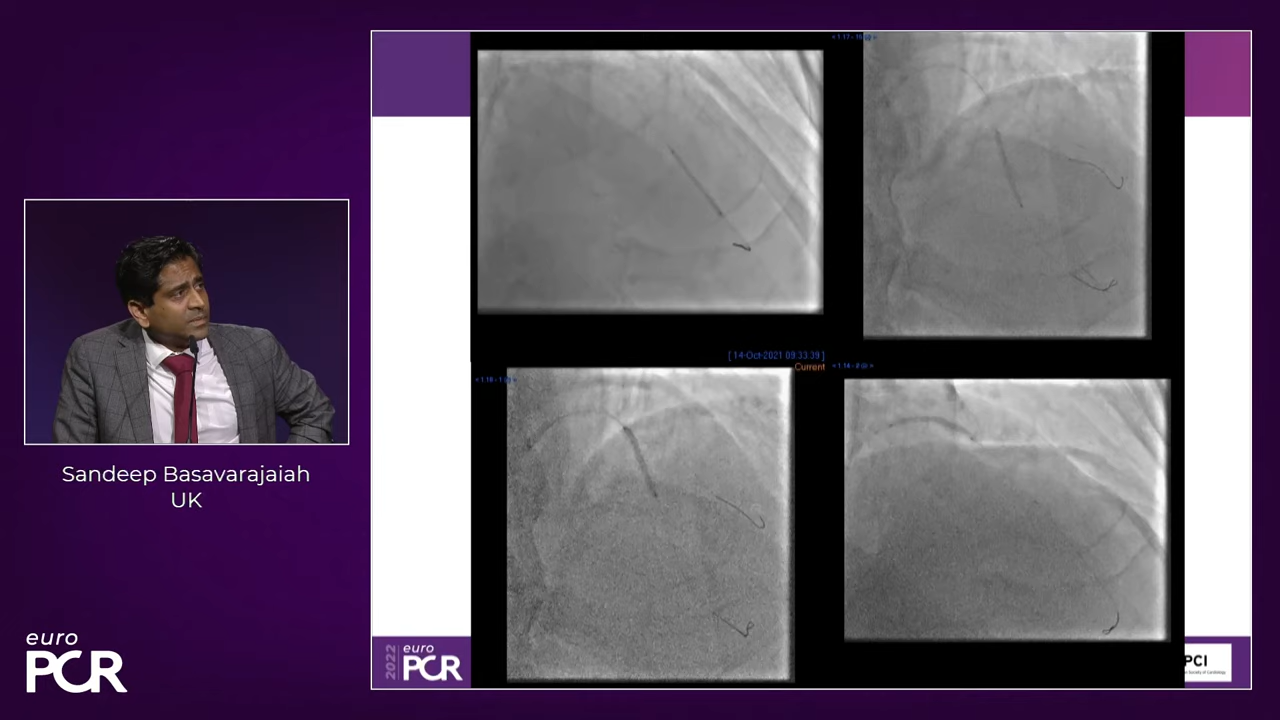 Sandeep Basavarajaiah
UK
euro
PCR
[ 14-Oct-2021 09:33:39 ]
Current
2022
euro
PCR
PCI